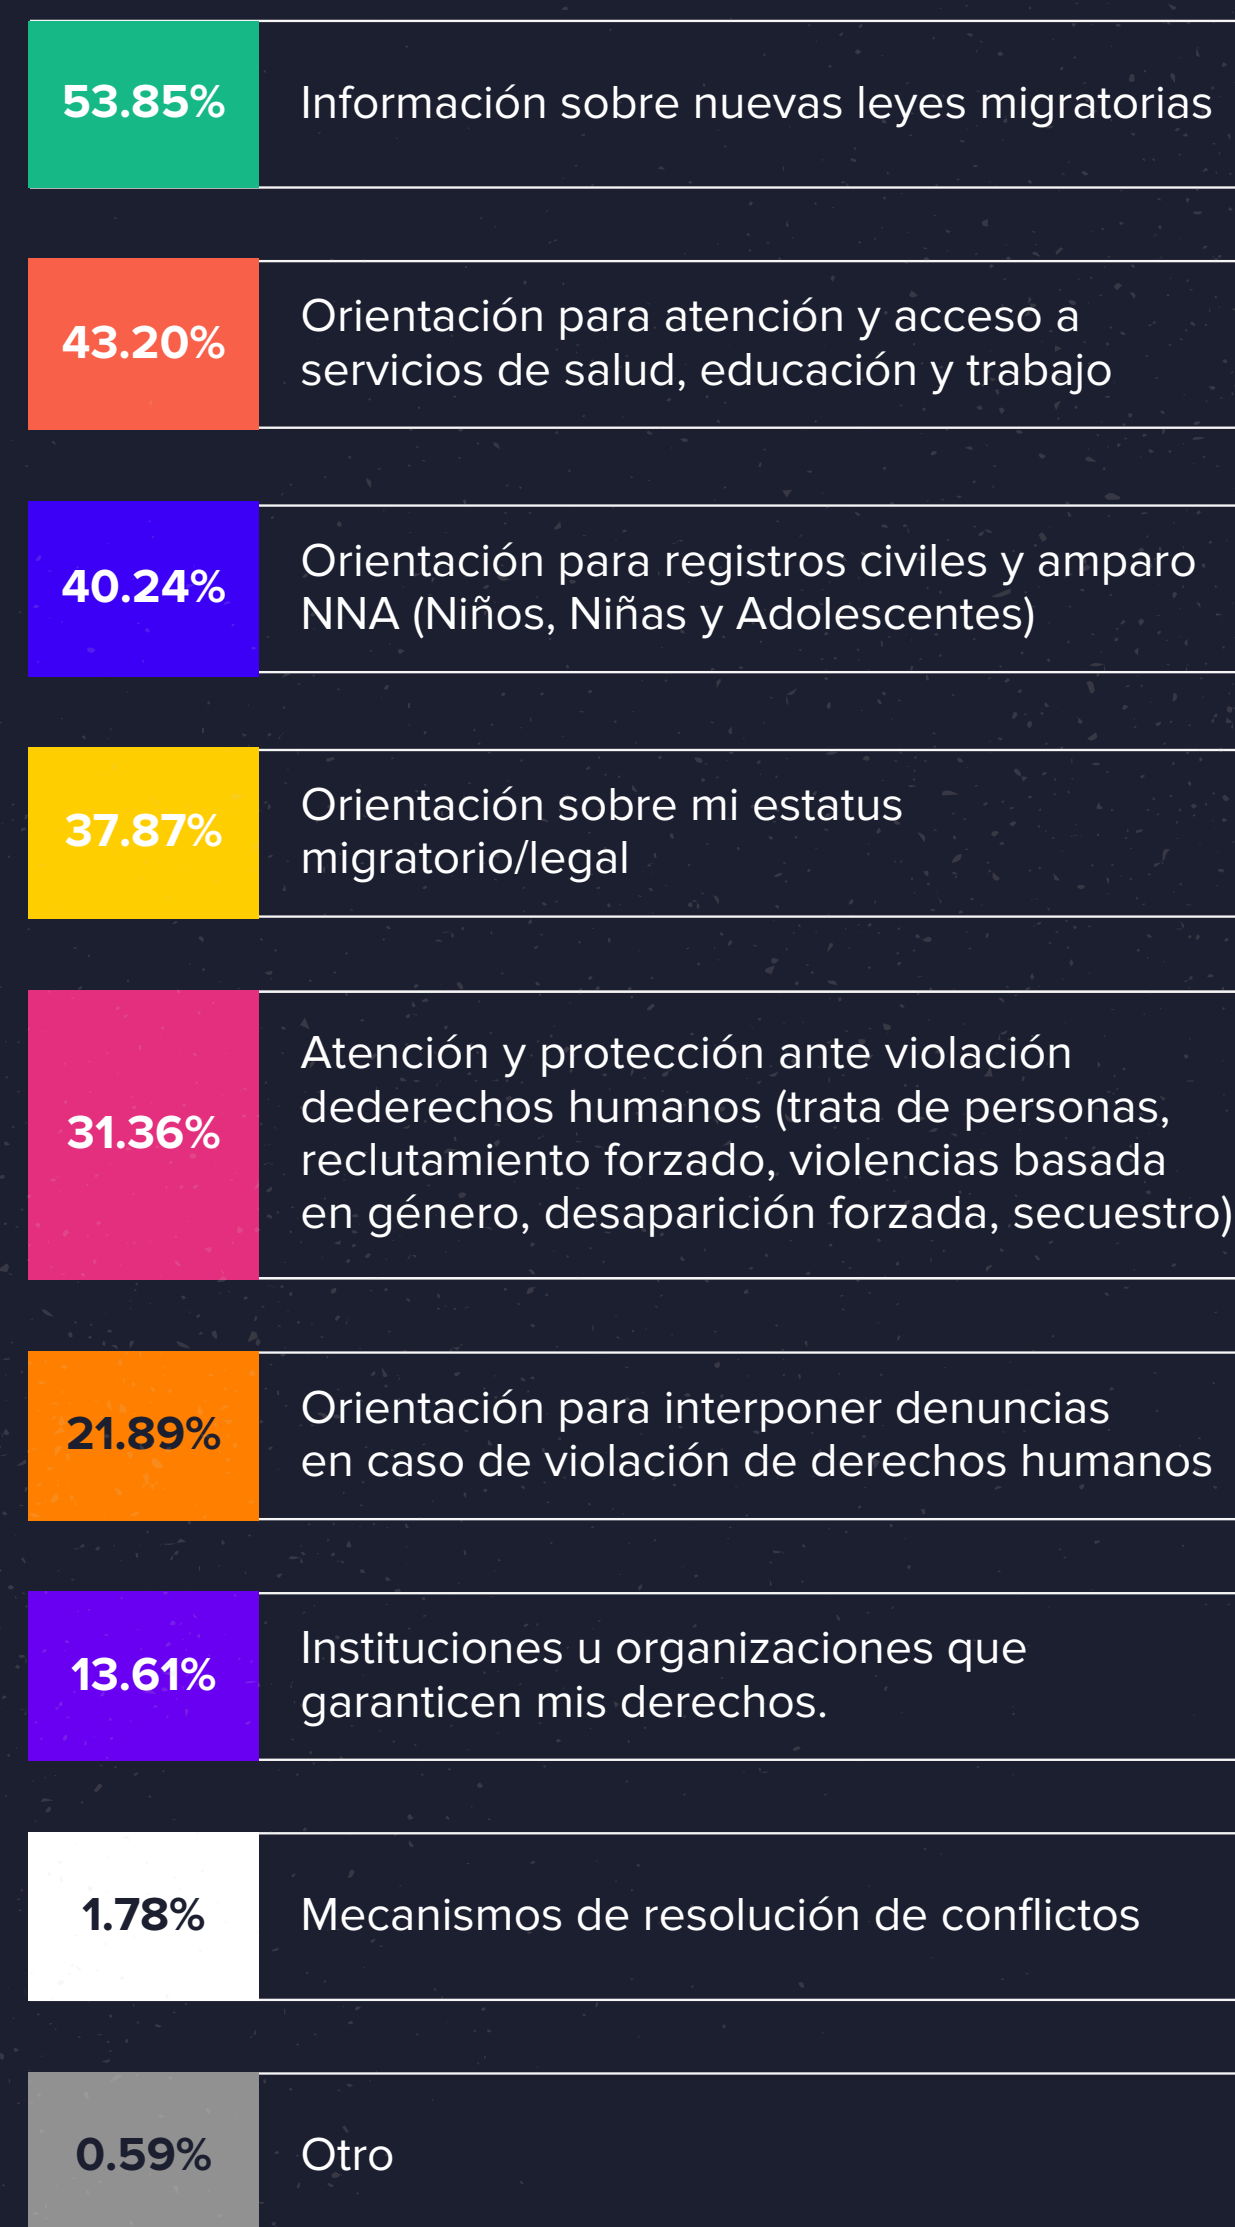 53.85%
Información sobre nuevas leyes migratorias
43.20%
Orientación para atención y acceso a
servicios de salud, educación y trabajo
40.24%
Orientación para registros civiles y amparo
NNA (Niños, Niñas y Adolescentes)
37.87%
Orientación sobre mi estatus
migratorio/legal
31.36%
Atención y protección ante violación
dederechos humanos (trata de personas,
reclutamiento forzado, violencias basada
en género, desaparición forzada, secuestro)
21.89%
Orientación para interponer denuncias
en caso de violación de derechos humanos
13.61%
Instituciones u organizaciones que
garanticen mis derechos.
1.78%
Mecanismos de resolución de conflictos
0.59%
Otro